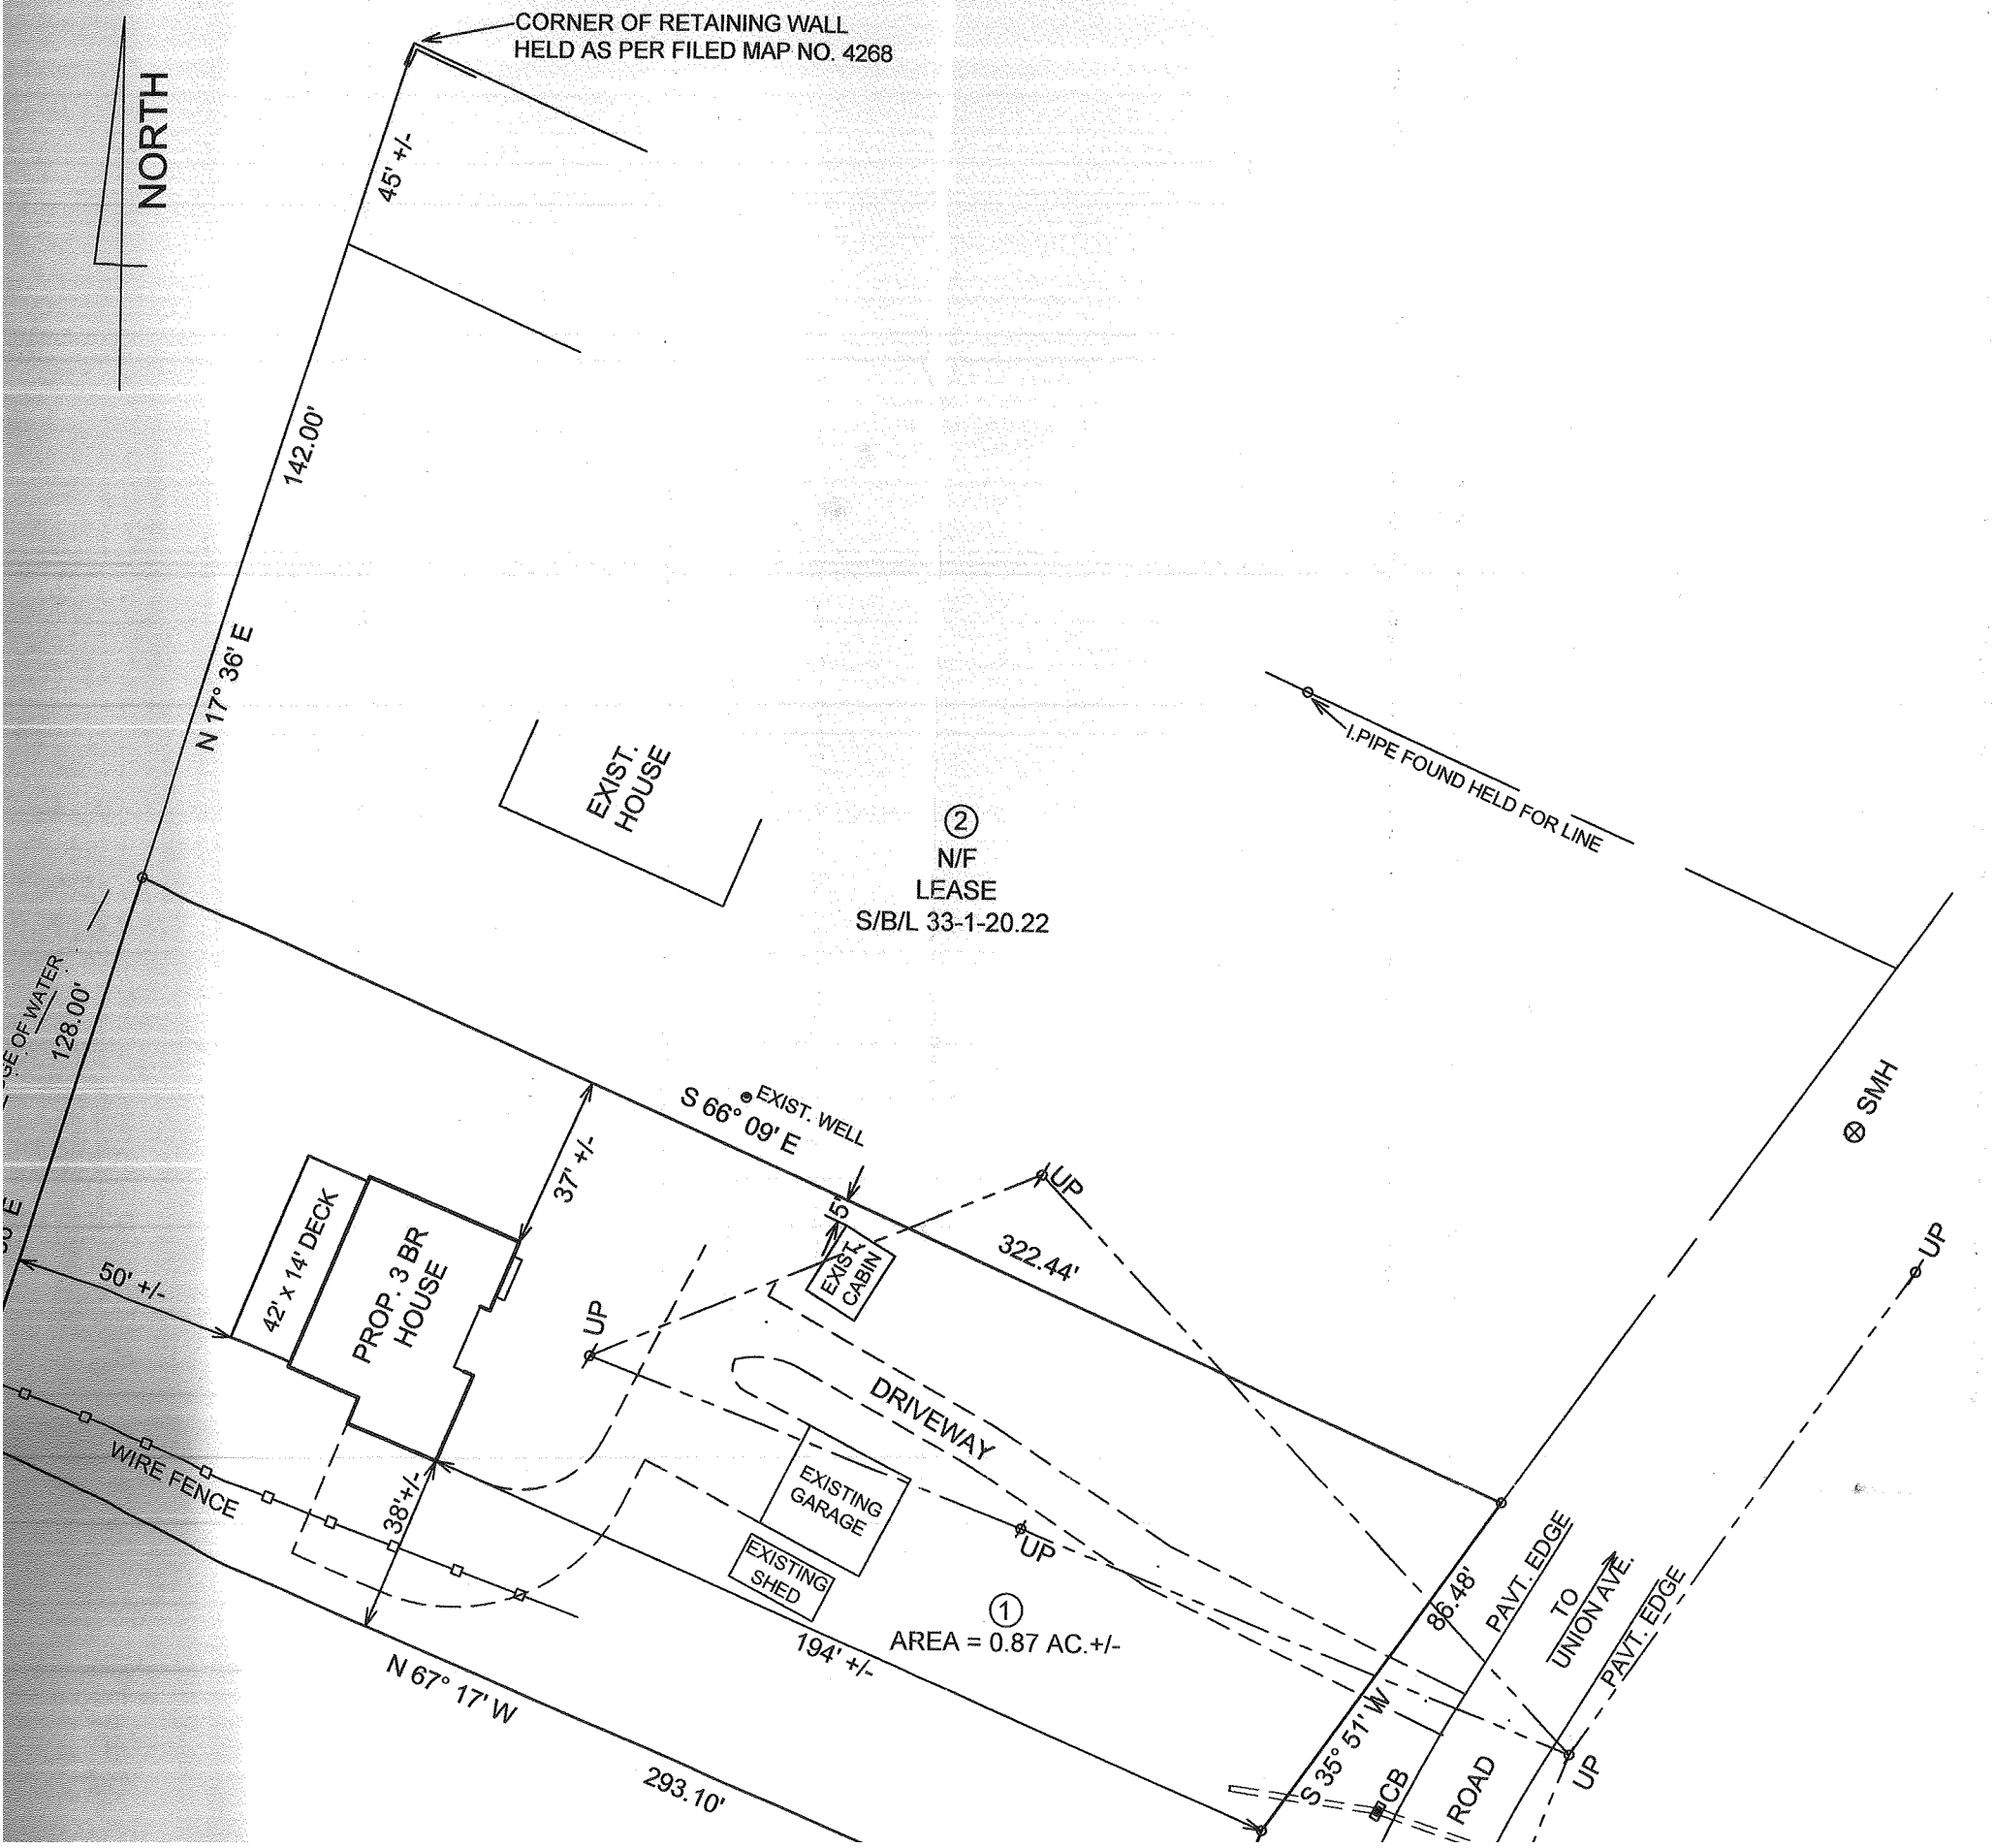 CORNER OF RETAINING WALL
HELD AS PER FILED MAP NO. 4268
NORTH
45' +/-
142.00'
N 17° 36' E
EXIST.
HOUSE
I.PIPE FOUND HELD FOR LINE
2
N/F
LEASE
S/B/L 33-1-20.22
OF WATER
128.00'
E
SMH
S 66° 09' E
EXIST. WELL
37' +/-
UP
5'
EXIST.
CABIN
322.44'
UP
42' x 14' DECK
PROP. 3 BR
HOUSE
50' +/-
UP
DRIVEWAY
WIRE FENCE
38'+/-
EXISTING
GARAGE
UP
EXISTING
SHED
1
AREA = 0.87 AC.+/-
194' +/-
N 67° 17' W
293.10'
86.48'
S 35° 51' W
PAVT. EDGE
TO
UNION AVE.
PAVT. EDGE
CB
ROAD
UP